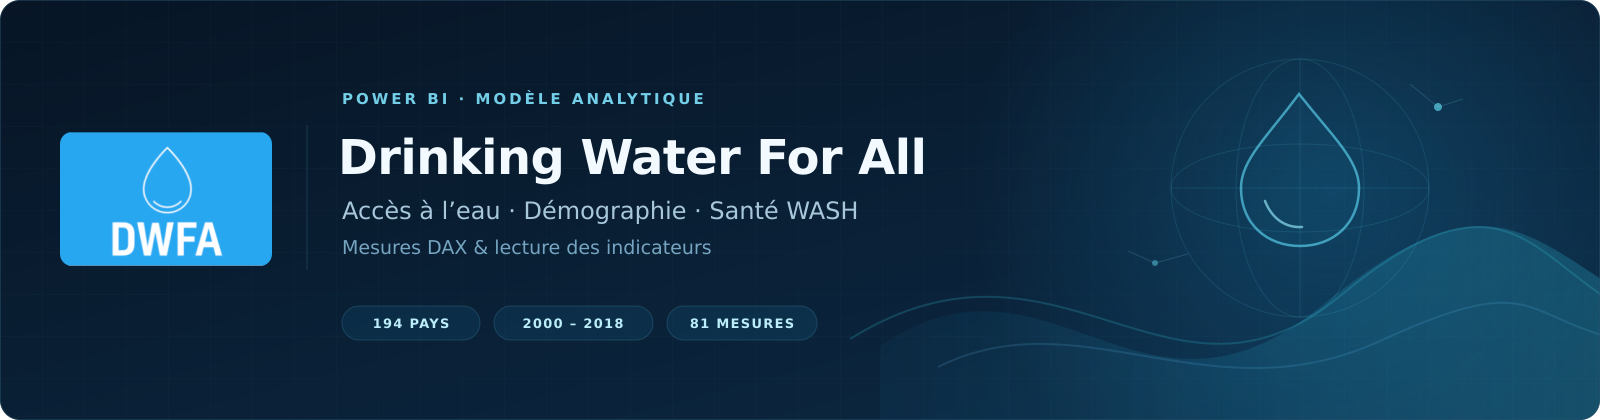 DWFA
POWER BI · MODÈLE ANALYTIQUE
Drinking Water For All
Accès à l’eau · Démographie · Santé WASH
Mesures DAX & lecture des indicateurs
194 PAYS
2000 – 2018
81 MESURES